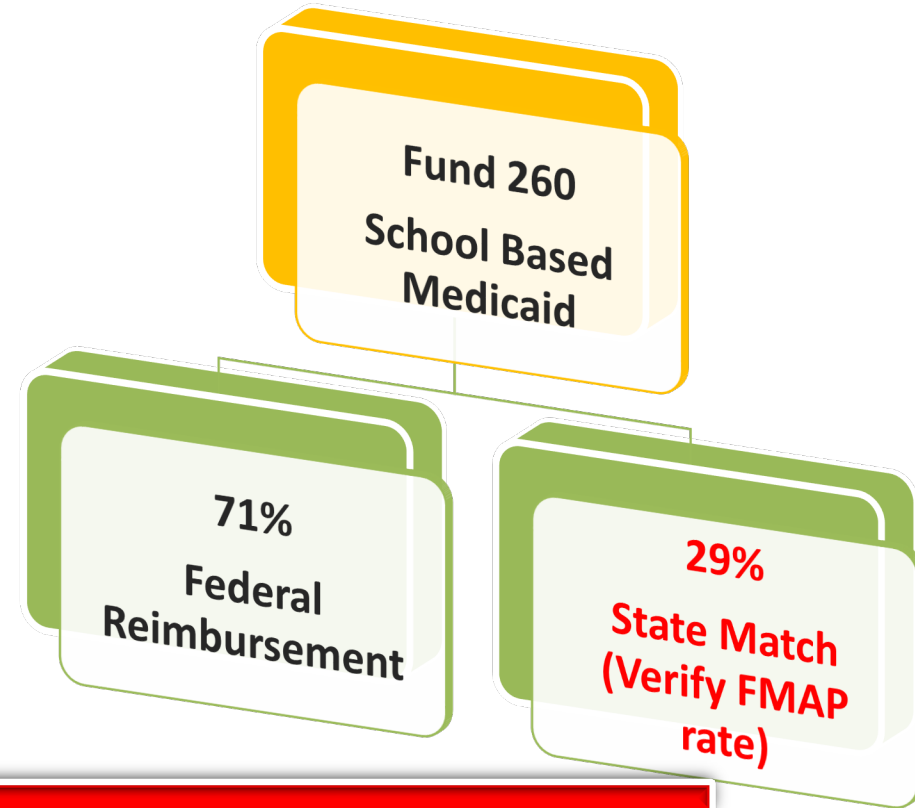 Fund 260
School Based
Medicaid
71%
Federal
Reimbursement
29%
State Match
(Verify FMAP
rate)